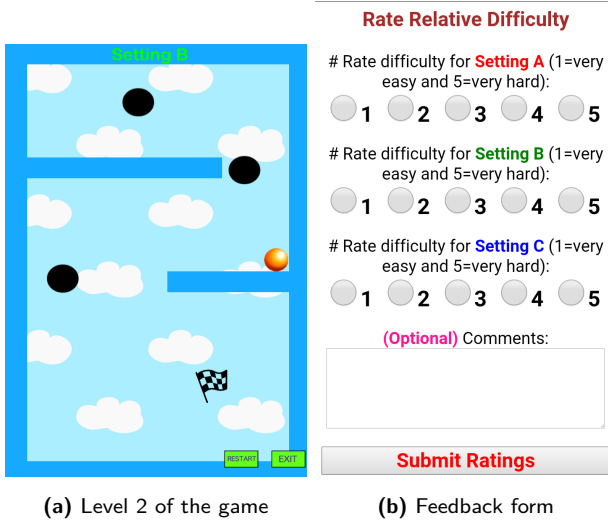 Setting B
RESTART
EXIT
Rate Relative Difficulty
# Rate difficulty for Setting A (1=very
easy and 5=very hard):
1 2 3 4 5
# Rate difficulty for Setting B (1=very
easy and 5=very hard):
1 2 3 4 5
# Rate difficulty for Setting C (1=very
easy and 5=very hard):
1 2 3 4 5
(Optional) Comments:
Submit Ratings
(a) Level 2 of the game
(b) Feedback form